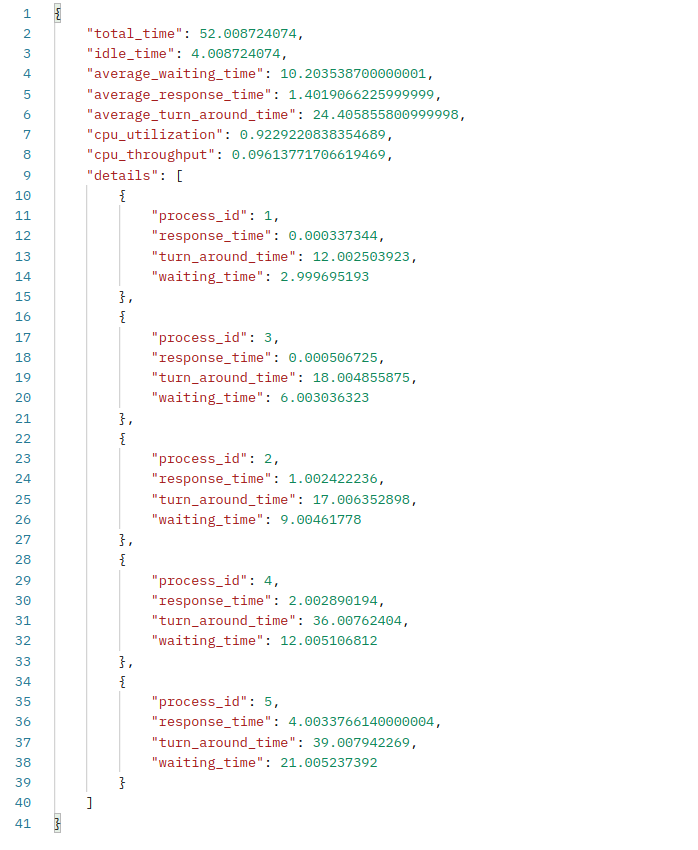 1 {
2 "total_time": 52.008724074,
3 "idle_time": 4.008724074,
4 "average_waiting_time": 10.203538700000001,
5 "average_response_time": 1.4019066225999999,
6 "average_turn_around_time": 24.405855800999998,
7 "cpu_utilization": 0.9229220838354689,
8 "cpu_throughput": 0.09613771706619469,
9 "details": [
10 {
11 "process_id": 1,
12 "response_time": 0.000337344,
13 "turn_around_time": 12.002503923,
14 "waiting_time": 2.999695193
15 },
16 {
17 "process_id": 3,
18 "response_time": 0.000506725,
19 "turn_around_time": 18.004855875,
20 "waiting_time": 6.003036323
21 },
22 {
23 "process_id": 2,
24 "response_time": 1.002422236,
25 "turn_around_time": 17.006352898,
26 "waiting_time": 9.00461778
27 },
28 {
29 "process_id": 4,
30 "response_time": 2.002890194,
31 "turn_around_time": 36.00762404,
32 "waiting_time": 12.005106812
33 },
34 {
35 "process_id": 5,
36 "response_time": 4.0033766140000004,
37 "turn_around_time": 39.007942269,
38 "waiting_time": 21.005237392
39 }
40 ]
41 }